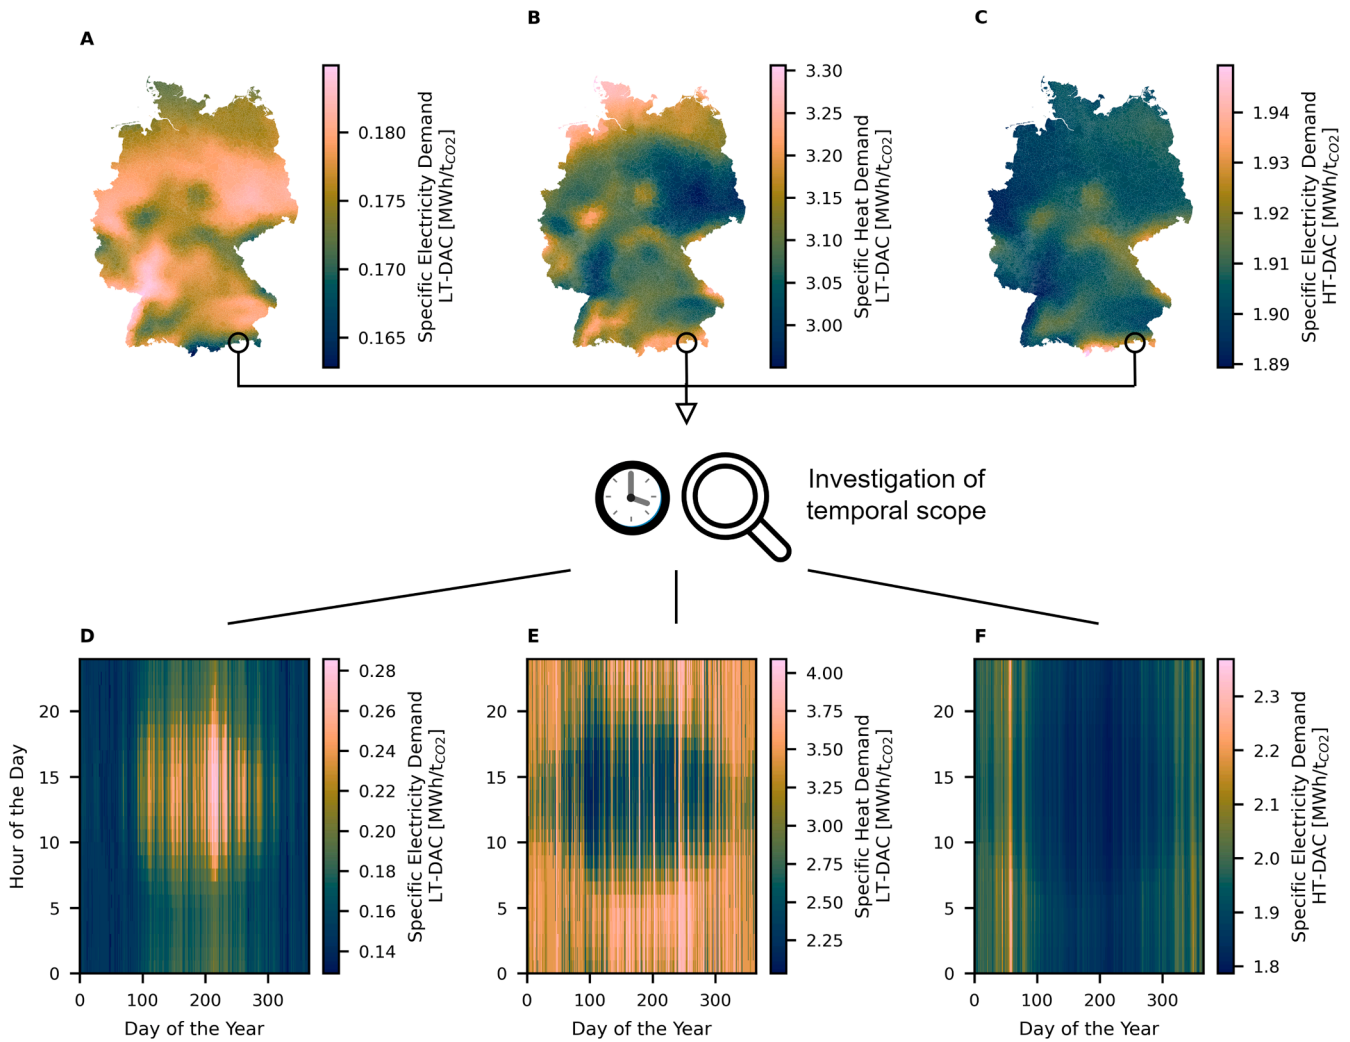 A
B
C
0.180
0.175
0.170
0.165
Specific Electricity Demand
LT-DAC [MWh/tCO2]
3.30
3.25
3.20
3.15
3.10
3.05
3.00
Specific Heat Demand
LT-DAC [MWh/tCO2]
1.94
1.93
1.92
1.91
1.90
1.89
Specific Electricity Demand
HT-DAC [MWh/tCO2]
Investigation of
temporal scope
D
E
F
Hour of the Day
20
15
10
5
0
0 100 200 300
Day of the Year
0.28
0.26
0.24
0.22
0.20
0.18
0.16
0.14
Specific Electricity Demand
LT-DAC [MWh/tCO2]
20
15
10
5
0
0 100 200 300
Day of the Year
4.00
3.75
3.50
3.25
3.00
2.75
2.50
2.25
Specific Heat Demand
LT-DAC [MWh/tCO2]
20
15
10
5
0
0 100 200 300
Day of the Year
2.3
2.2
2.1
2.0
1.9
1.8
Specific Electricity Demand
HT-DAC [MWh/tCO2]